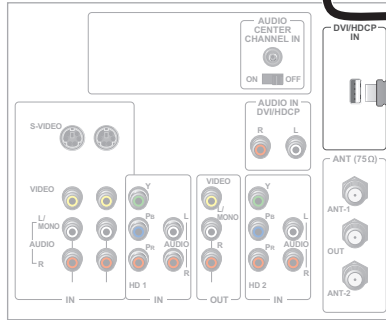 AUDIO
CENTER
CHANNEL IN
ON OFF
DVI/HDCP
IN
AUDIO IN
DVI/HDCP
R L
S-VIDEO
ANT (75Ω)
VIDEO
Y
VIDEO
Y
ANT-1
L/
MONO
PB
L
L/
MONO
PB
L
AUDIO
PR
AUDIO
PR
AUDIO
OUT
R
R
R
R
HD 1
HD 2
ANT-2
IN
IN
OUT
IN